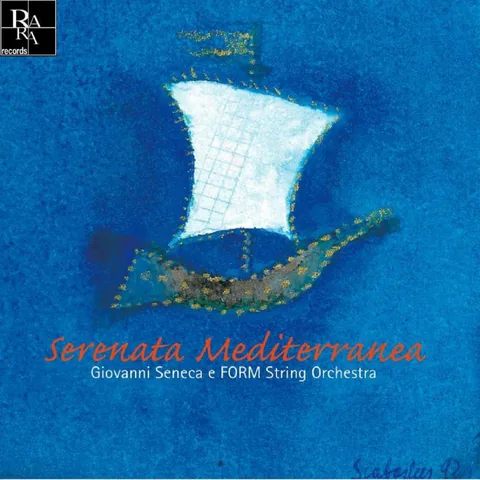 RA
RA
records
Serenata Mediterranea
Giovanni Seneca e FORM String Orchestra